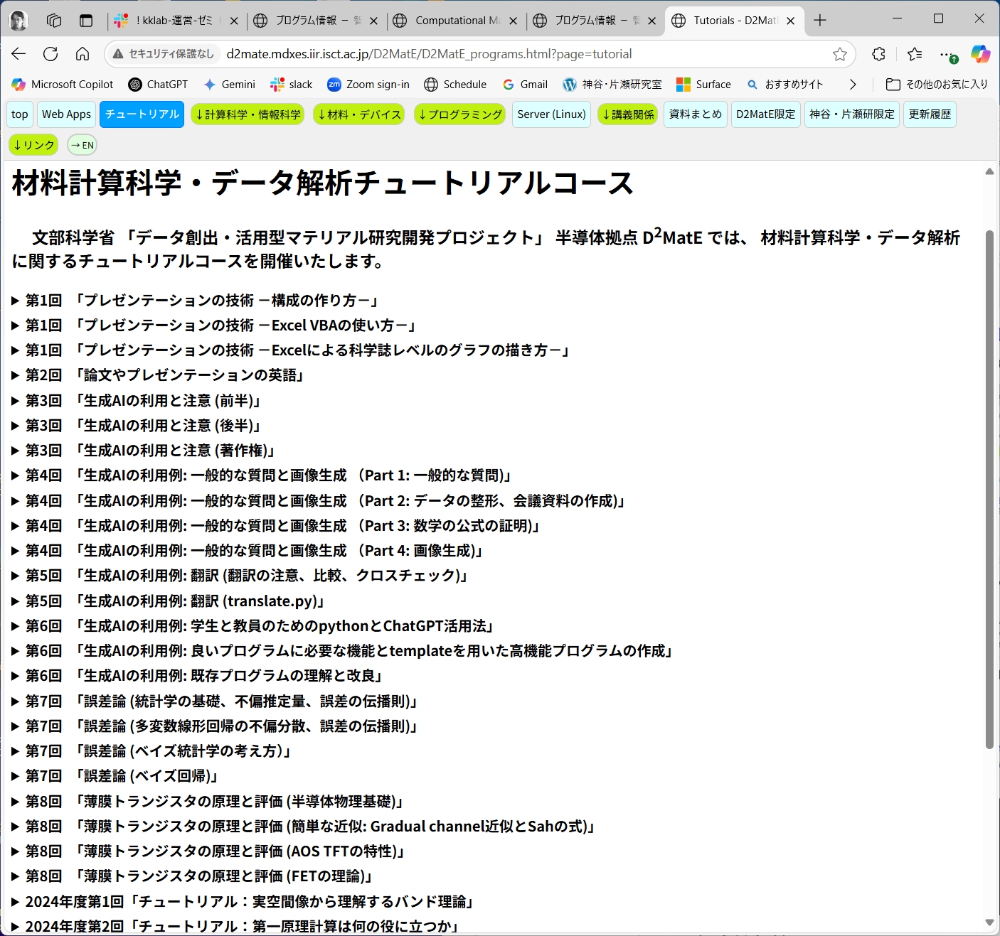 ! kklab-運営-ゼミ
プログラム情報 －
Computational Ma
プログラム情報 －
Tutorials - D2Mat
セキュリティ保護なし d2mate.mdxes.iir.isct.ac.jp/D2MatE/D2MatE_programs.html?page=tutorial
Microsoft Copilot ChatGPT Gemini slack zm Zoom sign-in Schedule Gmail 神谷・片瀬研究室 Surface おすすめサイト その他のお気に入り
top Web Apps チュートリアル ↓計算科学・情報科学 ↓材料・デバイス ↓プログラミング Server (Linux) ↓講義関係 資料まとめ D2MatE限定 神谷・片瀬研限定 更新履歴
↓リンク →EN
材料計算科学・データ解析チュートリアルコース
文部科学省 「データ創出・活用型マテリアル研究開発プロジェクト」 半導体拠点 D2MatE では、 材料計算科学・データ解析
に関するチュートリアルコースを開催いたします。
▶ 第1回 「プレゼンテーションの技術 －構成の作り方－」
▶ 第1回 「プレゼンテーションの技術 －Excel VBAの使い方－」
▶ 第1回 「プレゼンテーションの技術 －Excelによる科学誌レベルのグラフの描き方－」
▶ 第2回 「論文やプレゼンテーションの英語」
▶ 第3回 「生成AIの利用と注意 (前半)」
▶ 第3回 「生成AIの利用と注意 (後半)」
▶ 第3回 「生成AIの利用と注意 (著作権)」
▶ 第4回 「生成AIの利用例: 一般的な質問と画像生成 （Part 1: 一般的な質問)」
▶ 第4回 「生成AIの利用例: 一般的な質問と画像生成 （Part 2: データの整形、会議資料の作成)」
▶ 第4回 「生成AIの利用例: 一般的な質問と画像生成 （Part 3: 数学の公式の証明)」
▶ 第4回 「生成AIの利用例: 一般的な質問と画像生成 （Part 4: 画像生成)」
▶ 第5回 「生成AIの利用例: 翻訳 (翻訳の注意、比較、クロスチェック)」
▶ 第5回 「生成AIの利用例: 翻訳 (translate.py)」
▶ 第6回 「生成AIの利用例: 学生と教員のためのpythonとChatGPT活用法」
▶ 第6回 「生成AIの利用例: 良いプログラムに必要な機能とtemplateを用いた高機能プログラムの作成」
▶ 第6回 「生成AIの利用例: 既存プログラムの理解と改良」
▶ 第7回 「誤差論 (統計学の基礎、不偏推定量、誤差の伝播則)」
▶ 第7回 「誤差論 (多変数線形回帰の不偏分散、誤差の伝播則)」
▶ 第7回 「誤差論 (ベイズ統計学の考え方）」
▶ 第7回 「誤差論 (ベイズ回帰)」
▶ 第8回 「薄膜トランジスタの原理と評価 (半導体物理基礎)」
▶ 第8回 「薄膜トランジスタの原理と評価 (簡単な近似: Gradual channel近似とSahの式)」
▶ 第8回 「薄膜トランジスタの原理と評価 (AOS TFTの特性)」
▶ 第8回 「薄膜トランジスタの原理と評価 (FETの理論)」
▶ 2024年度第1回「チュートリアル：実空間像から理解するバンド理論」
▶ 2024年度第2回「チュートリアル：第一原理計算は何の役に立つか」